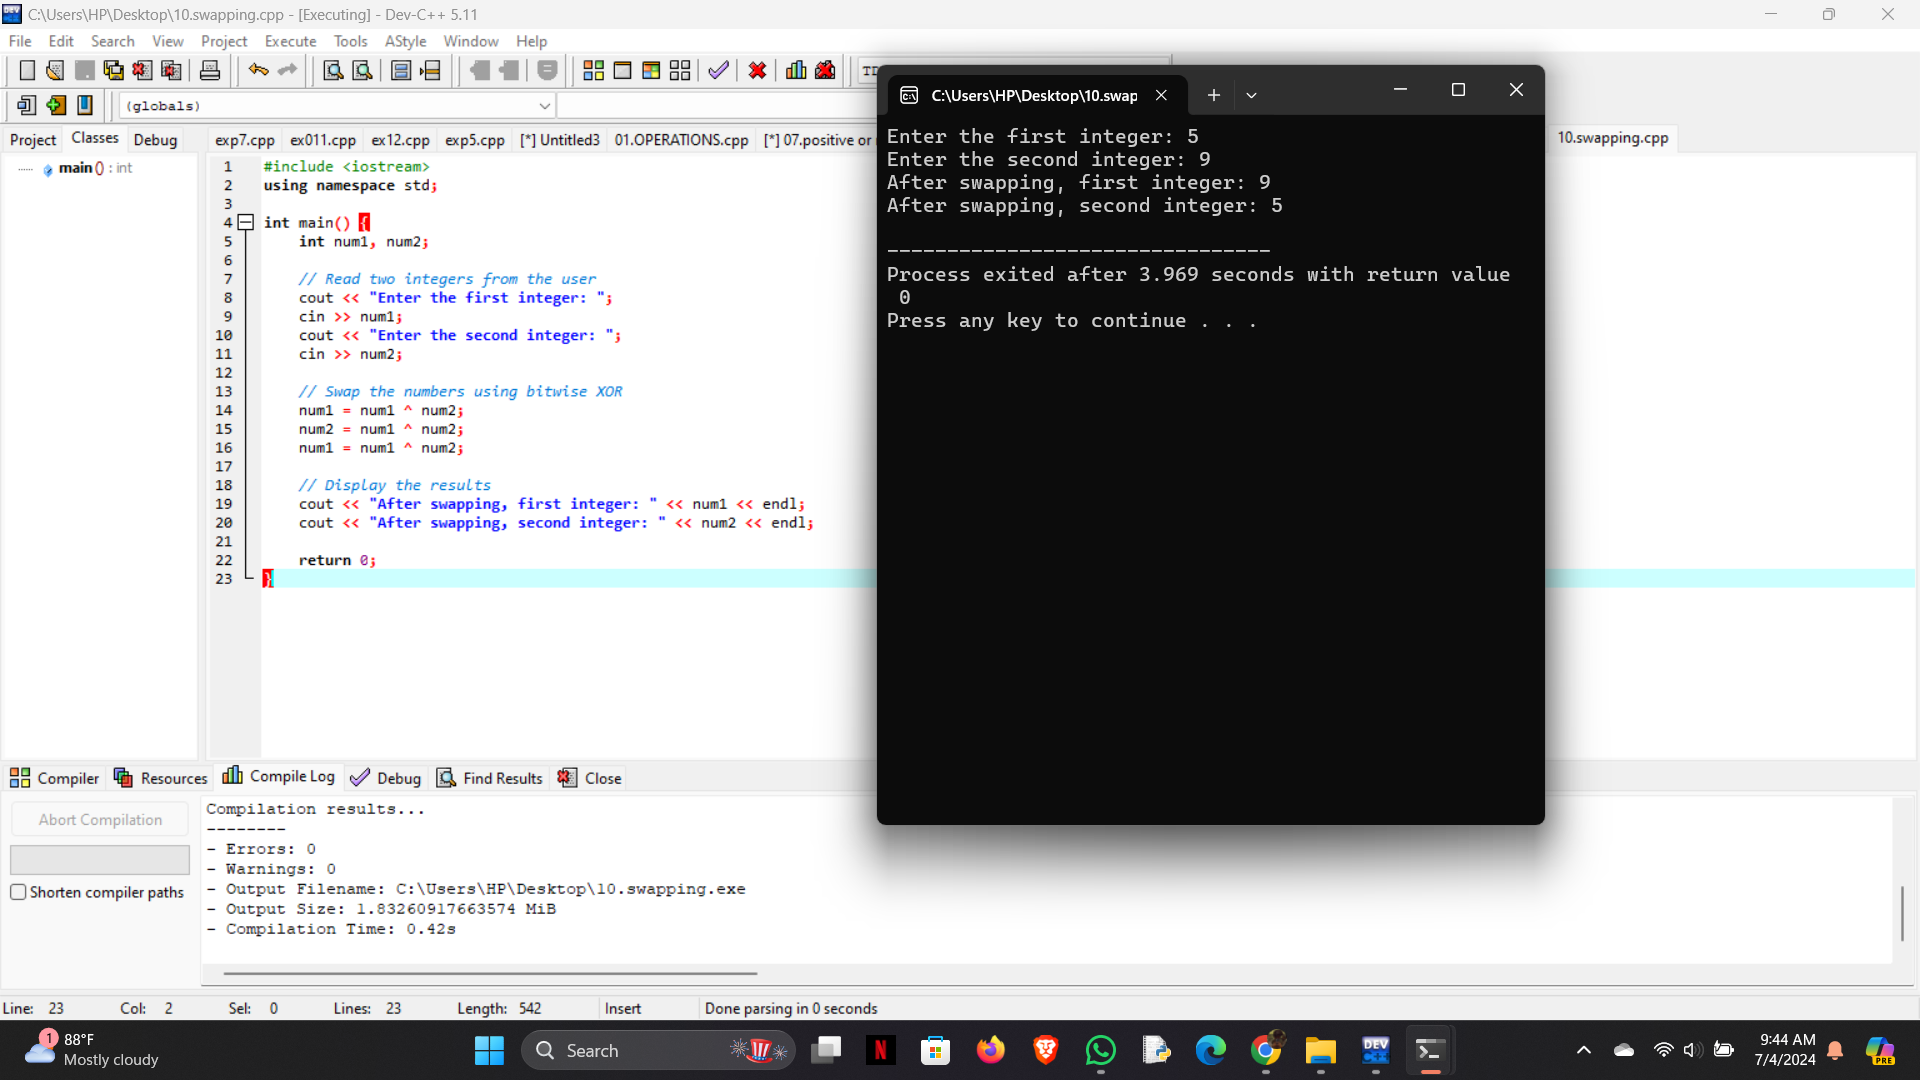 C:\Users\HP\Desktop\10.swapping.cpp - [Executing] - Dev-C++ 5.11
File Edit Search View Project Execute Tools AStyle Window Help
(globals)
Project Classes Debug
exp7.cpp ex011.cpp ex12.cpp exp5.cpp [*] Untitled3 01.OPERATIONS.cpp [*] 07.positive or 10.swapping.cpp
main () : int
1 #include <iostream>
2 using namespace std;
3
4 int main() {
5 int num1, num2;
6
7 // Read two integers from the user
8 cout << "Enter the first integer: ";
9 cin >> num1;
10 cout << "Enter the second integer: ";
11 cin >> num2;
12
13 // Swap the numbers using bitwise XOR
14 num1 = num1 ^ num2;
15 num2 = num1 ^ num2;
16 num1 = num1 ^ num2;
17
18 // Display the results
19 cout << "After swapping, first integer: " << num1 << endl;
20 cout << "After swapping, second integer: " << num2 << endl;
21
22 return 0;
23 }
C:\Users\HP\Desktop\10.swap
Enter the first integer: 5
Enter the second integer: 9
After swapping, first integer: 9
After swapping, second integer: 5
--------------------------------
Process exited after 3.969 seconds with return value
0
Press any key to continue . . .
Compiler Resources Compile Log Debug Find Results Close
Abort Compilation
Shorten compiler paths
Compilation results...
--------
- Errors: 0
- Warnings: 0
- Output Filename: C:\Users\HP\Desktop\10.swapping.exe
- Output Size: 1.83260917663574 MiB
- Compilation Time: 0.42s
Line: 23 Col: 2 Sel: 0 Lines: 23 Length: 542 Insert Done parsing in 0 seconds
1
88°F
Mostly cloudy
Search
N
DEV
9:44 AM
7/4/2024
PRE